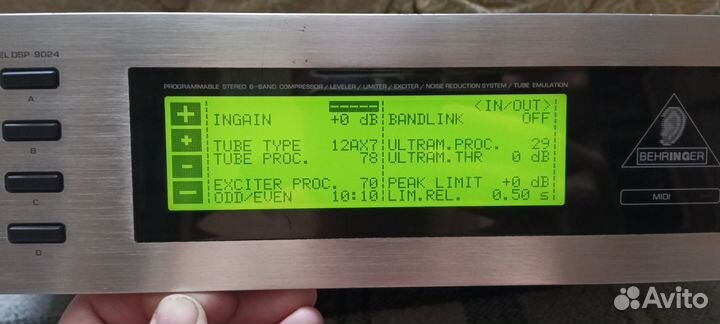 EL DSP 9024
PROGRAMMABLE STEREO 6-BAND COMPRESSOR / LEVELER / LIMITER / EXCITER / NOISE REDUCTION SYSTEM / TUBE EMULATION
A
B
C
D
<IN/OUT>
INGAIN +0 dB BANDLINK OFF
TUBE TYPE 12AX7 ULTRAM.PROC. 29
TUBE PROC. 78 ULTRAM.THR 0 dB
EXCITER PROC. 70 PEAK LIMIT +0 dB
ODD/EVEN 10:10 LIM.REL. 0.50 s
BEHRINGER
MIDI
Avito